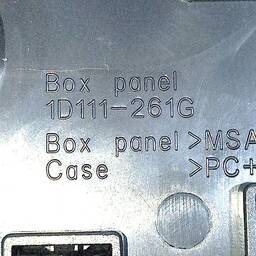 Box panel
1D111-261G
Box panel >MSA
Case >PC+